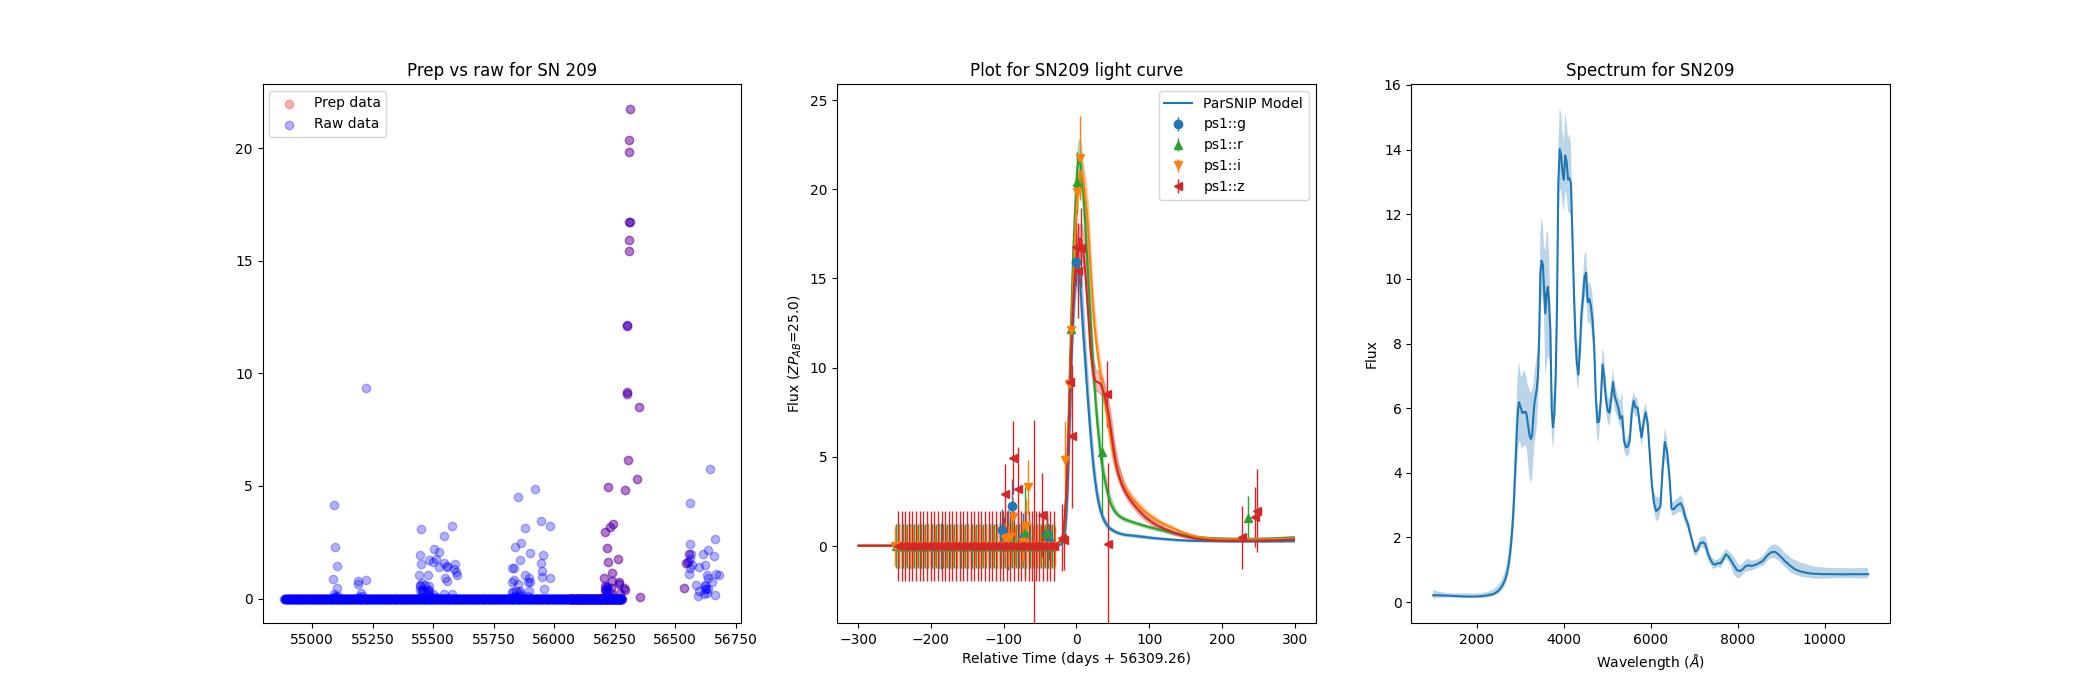 Prep vs raw for SN 209
Prep data
Raw data
20
15
10
5
0
55000 55250 55500 55750 56000 56250 56500 56750
Plot for SN209 light curve
ParSNIP Model
ps1::g
ps1::r
ps1::i
ps1::z
Flux (ZP_AB=25.0)
25
20
15
10
5
0
−300 −200 −100 0 100 200 300
Relative Time (days + 56309.26)
Spectrum for SN209
Flux
16
14
12
10
8
6
4
2
0
2000 4000 6000 8000 10000
Wavelength (Å)